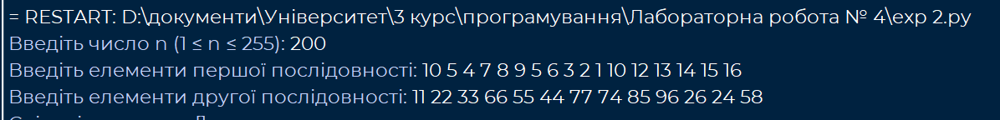 = RESTART: D:\документи\Університет\3 курс\програмування\Лабораторна робота № 4\exp 2.py
Введіть число n (1 ≤ n ≤ 255): 200
Введіть елементи першої послідовності: 10 5 4 7 8 9 5 6 3 2 1 10 12 13 14 15 16
Введіть елементи другої послідовності: 11 22 33 66 55 44 77 74 85 96 26 24 58